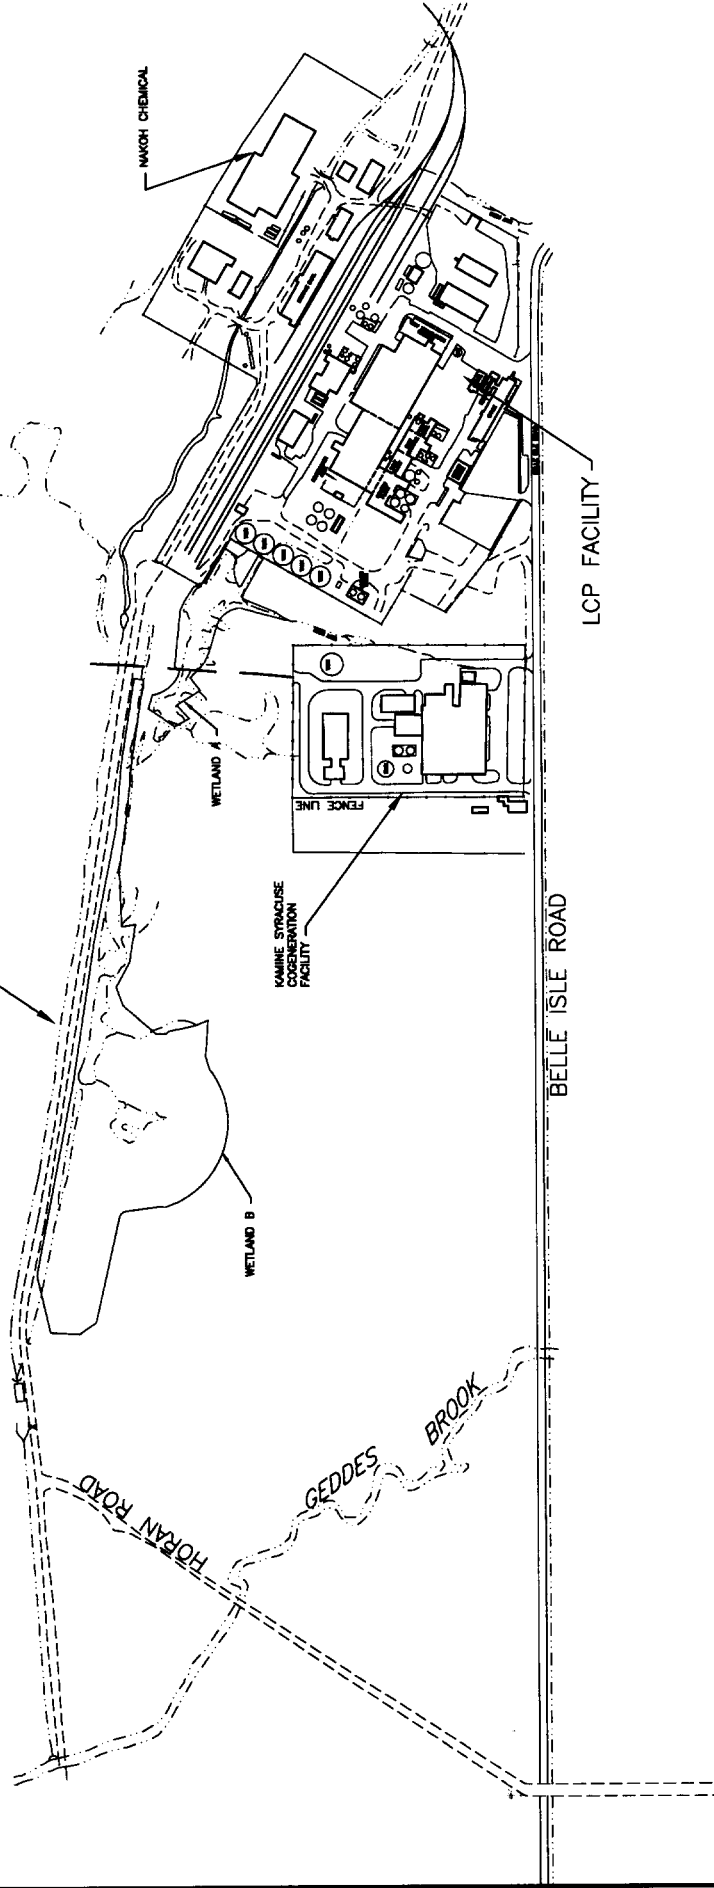 NAKOH CHEMICAL
LCP FACILITY
WETLAND A
FENCE LINE
KAMINE SYRACUSE
COGENERATION
FACILITY
BELLE ISLE ROAD
WETLAND B
GEDDES
BROOK
HORAN ROAD